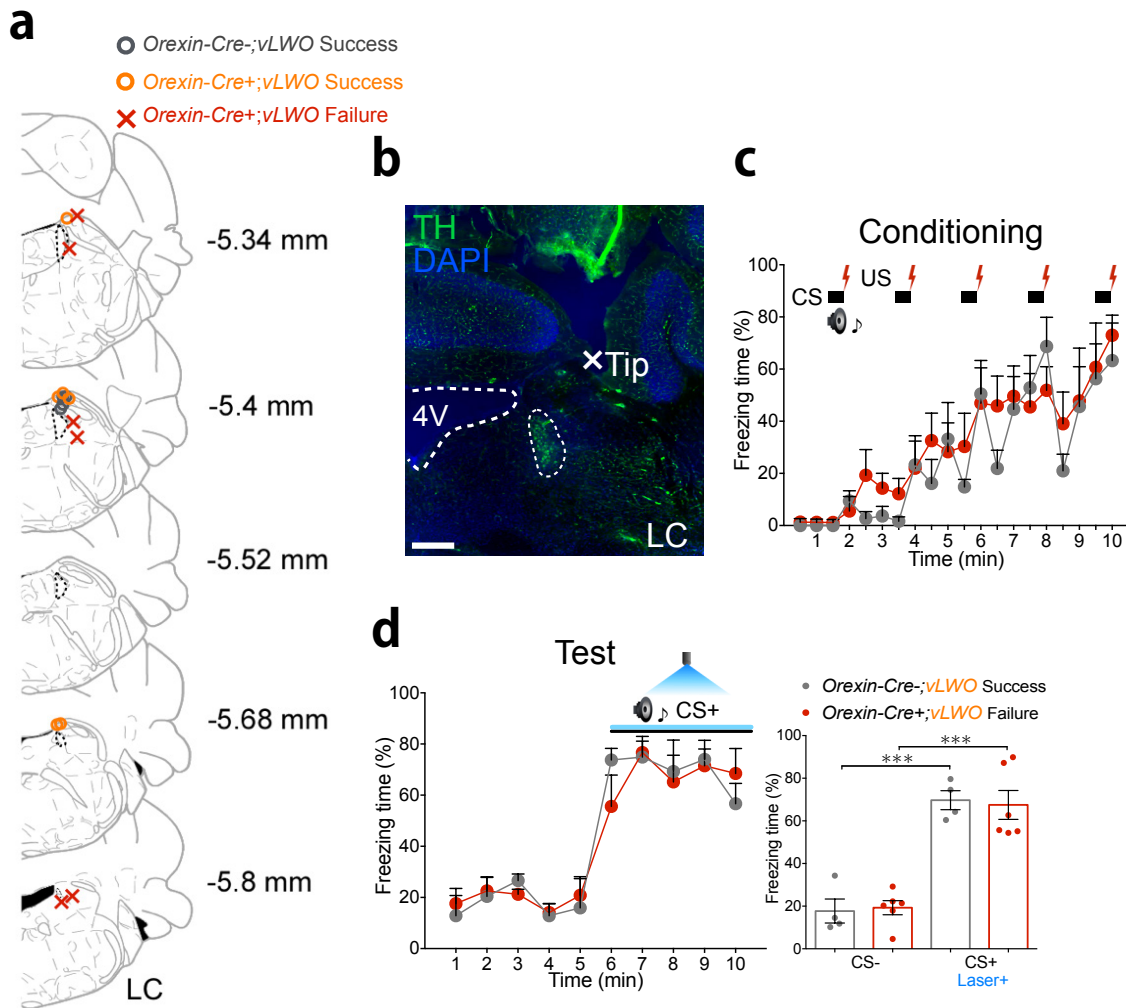 a
Orexin-Cre-;vLWO Success
Orexin-Cre+;vLWO Success
Orexin-Cre+;vLWO Failure
-5.34 mm
-5.4 mm
-5.52 mm
-5.68 mm
-5.8 mm
LC
b
TH
DAPI
Tip
4V
LC
c
Conditioning
CS
US
Freezing time (%)
100
80
60
40
20
0
1 2 3 4 5 6 7 8 9 10
Time (min)
d
Test
CS+
Freezing time (%)
100
80
60
40
20
0
1 2 3 4 5 6 7 8 9 10
Time (min)
Orexin-Cre-;vLWO Success
Orexin-Cre+;vLWO Failure
***
***
Freezing time (%)
100
80
60
40
20
0
CS- CS+
Laser+